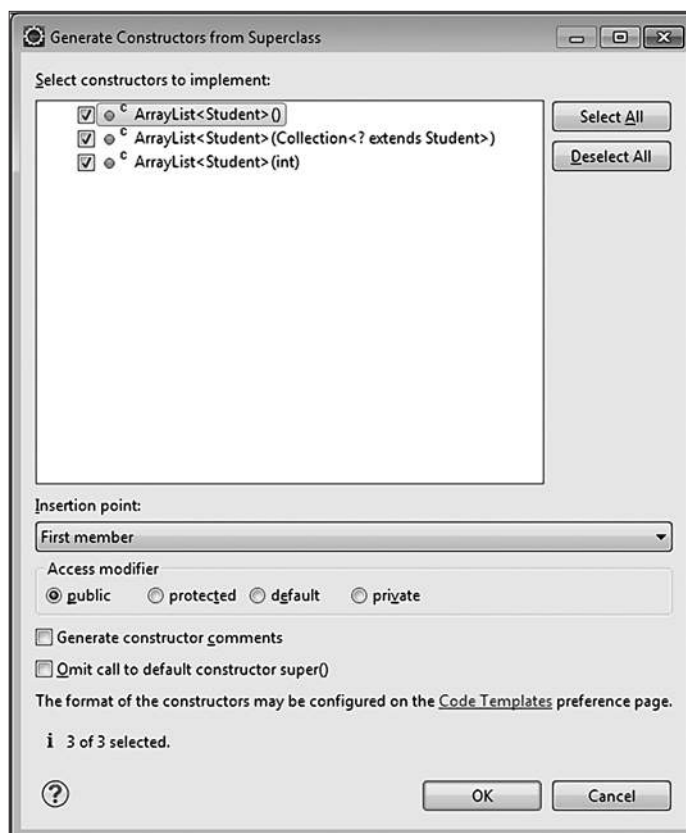 Generate Constructors from Superclass
Select constructors to implement:
ArrayList<Student>()
ArrayList<Student>(Collection<? extends Student>)
ArrayList<Student>(int)
Select All
Deselect All
Insertion point:
First member
Access modifier
public protected default private
Generate constructor comments
Omit call to default constructor super()
The format of the constructors may be configured on the Code Templates preference page.
i 3 of 3 selected.
?
OK Cancel